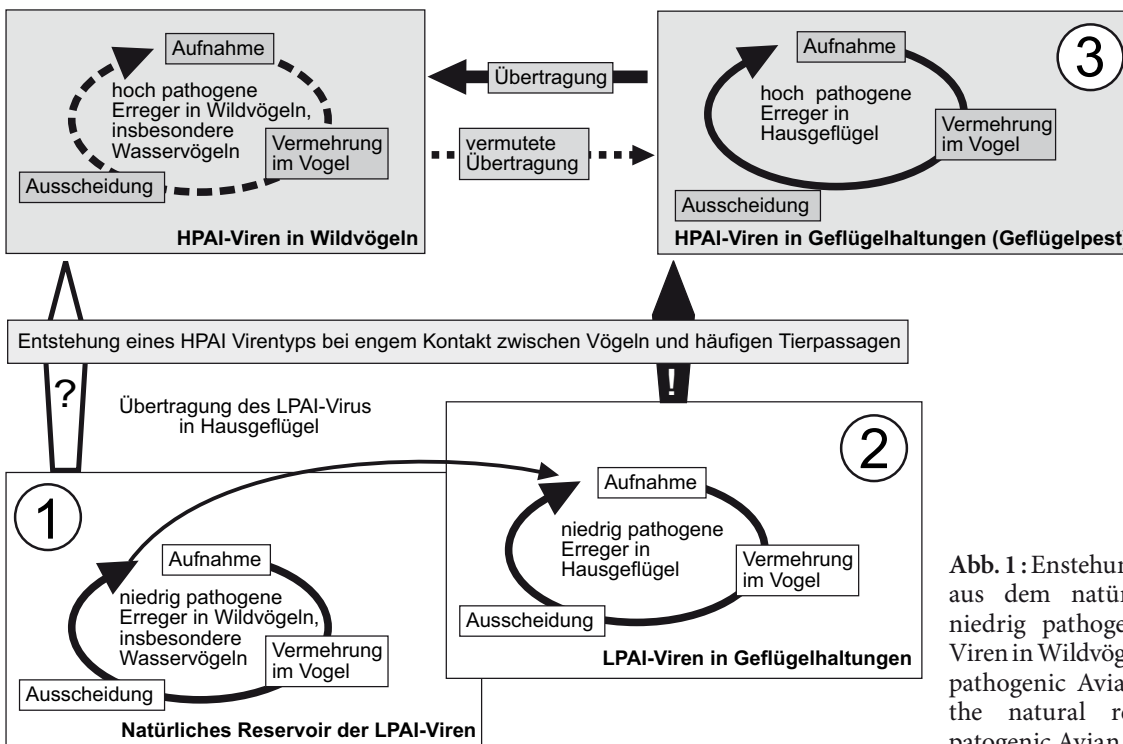 Aufnahme
hoch pathogene
Erreger in Wildvögeln,
insbesondere
Wasservögeln
Vermehrung
im Vogel
Ausscheidung
HPAI-Viren in Wildvögeln
Übertragung
vermutete
Übertragung
3
Aufnahme
hoch pathogene
Erreger in
Hausgeflügel
Vermehrung
im Vogel
Ausscheidung
HPAI-Viren in Geflügelhaltungen (Geflügelpest
Entstehung eines HPAI Virentyps bei engem Kontakt zwischen Vögeln und häufigen Tierpassagen
?
!
Übertragung des LPAI-Virus
in Hausgeflügel
2
Aufnahme
niedrig pathogene
Erreger in
Hausgeflügel
Vermehrung
im Vogel
Ausscheidung
LPAI-Viren in Geflügelhaltungen
1
Aufnahme
niedrig pathogene
Erreger in Wildvögeln,
insbesondere
Wasservögeln
Vermehrung
im Vogel
Ausscheidung
Natürliches Reservoir der LPAI-Viren
Abb. 1: Enstehun
aus dem natür
niedrig pathoge
Viren in Wildvög
pathogenic Avia
the natural re
patogenic Avian